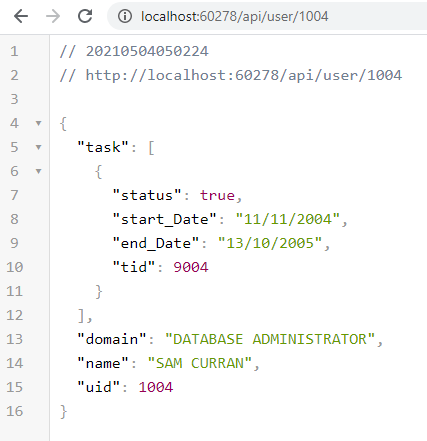 localhost:60278/api/user/1004
1 // 20210504050224
2 // http://localhost:60278/api/user/1004
3
4 {
5 "task": [
6 {
7 "status": true,
8 "start_Date": "11/11/2004",
9 "end_Date": "13/10/2005",
10 "tid": 9004
11 }
12 ],
13 "domain": "DATABASE ADMINISTRATOR",
14 "name": "SAM CURRAN",
15 "uid": 1004
16 }